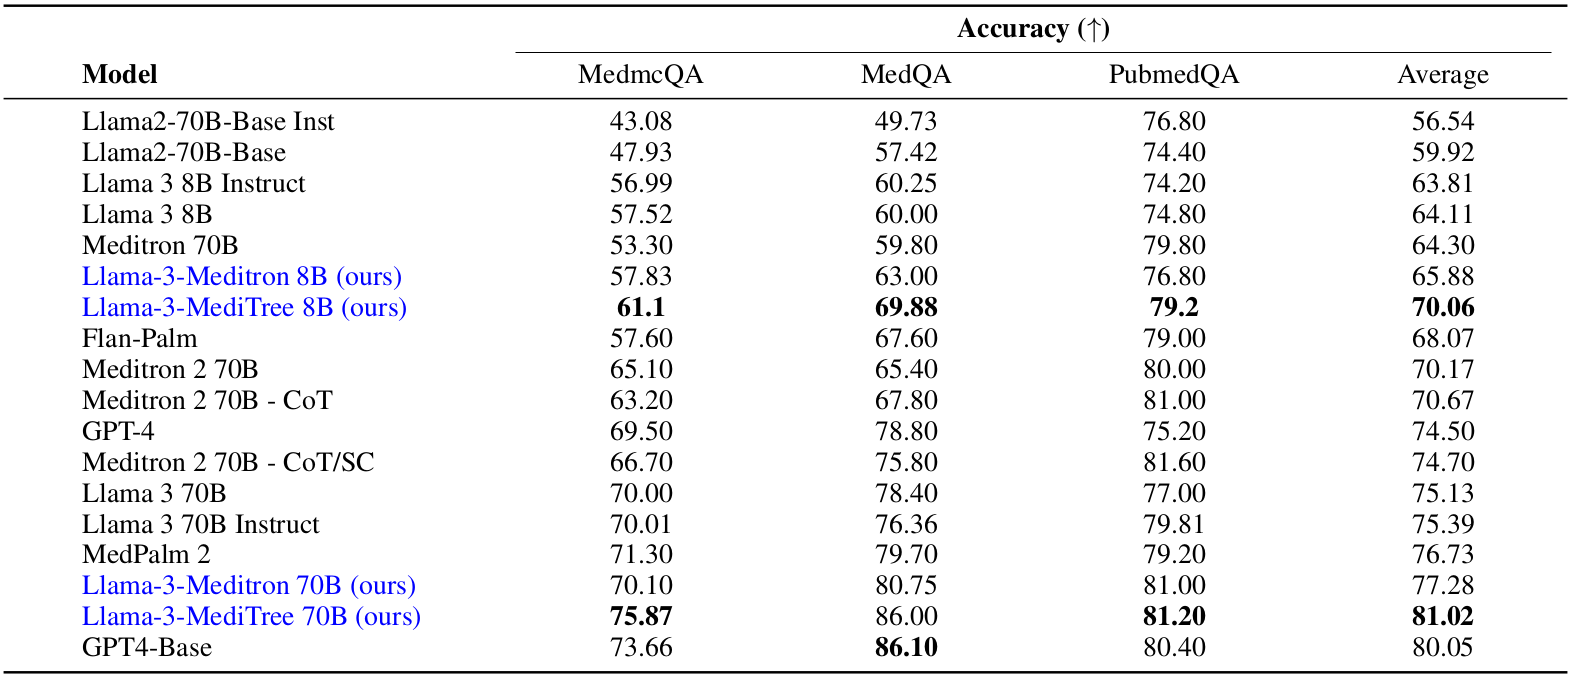 Accuracy (↑)
Model MedmcQA MedQA PubmedQA Average
Llama2-70B-Base Inst 43.08 49.73 76.80 56.54
Llama2-70B-Base 47.93 57.42 74.40 59.92
Llama 3 8B Instruct 56.99 60.25 74.20 63.81
Llama 3 8B 57.52 60.00 74.80 64.11
Meditron 70B 53.30 59.80 79.80 64.30
Llama-3-Meditron 8B (ours) 57.83 63.00 76.80 65.88
Llama-3-MediTree 8B (ours) 61.1 69.88 79.2 70.06
Flan-Palm 57.60 67.60 79.00 68.07
Meditron 2 70B 65.10 65.40 80.00 70.17
Meditron 2 70B - CoT 63.20 67.80 81.00 70.67
GPT-4 69.50 78.80 75.20 74.50
Meditron 2 70B - CoT/SC 66.70 75.80 81.60 74.70
Llama 3 70B 70.00 78.40 77.00 75.13
Llama 3 70B Instruct 70.01 76.36 79.81 75.39
MedPalm 2 71.30 79.70 79.20 76.73
Llama-3-Meditron 70B (ours) 70.10 80.75 81.00 77.28
Llama-3-MediTree 70B (ours) 75.87 86.00 81.20 81.02
GPT4-Base 73.66 86.10 80.40 80.05